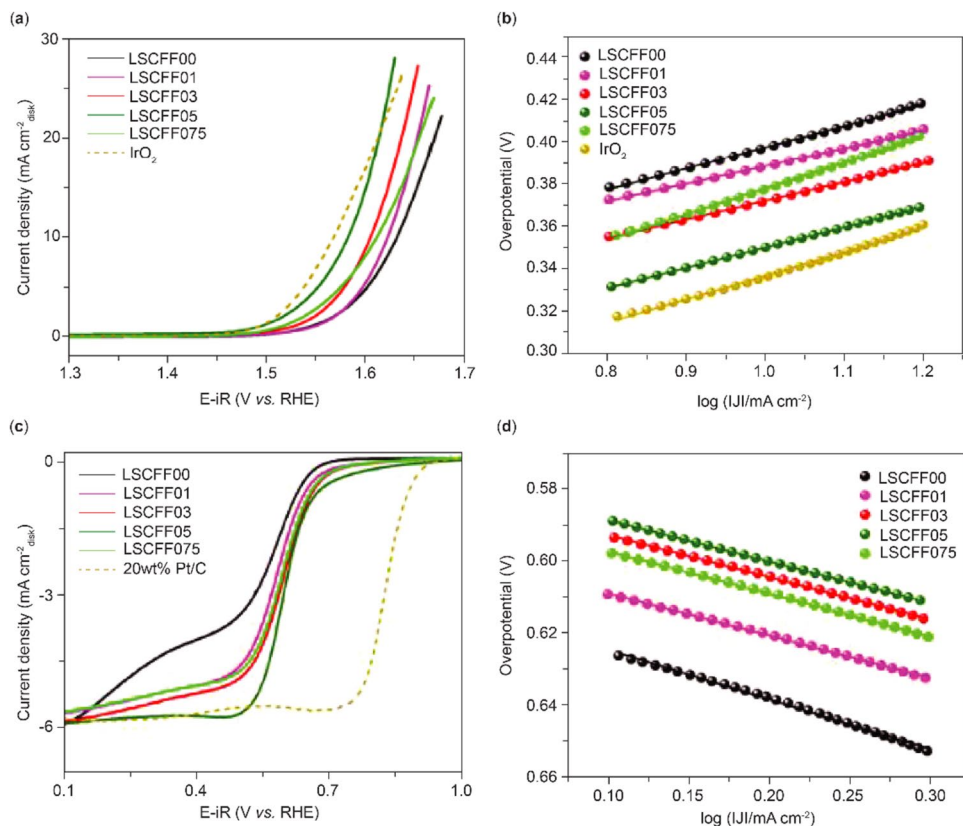 (a)
30
20
10
0
Current density (mA cm-2 disk)
LSCFF00
LSCFF01
LSCFF03
LSCFF05
LSCFF075
IrO2
1.3 1.4 1.5 1.6 1.7
E-iR (V vs. RHE)
(b)
0.44
0.42
0.40
0.38
0.36
0.34
0.32
0.30
Overpotential (V)
LSCFF00
LSCFF01
LSCFF03
LSCFF05
LSCFF075
IrO2
0.8 0.9 1.0 1.1 1.2
log (IJI/mA cm-2)
(c)
0
-3
-6
Current density (mA cm-2 disk)
LSCFF00
LSCFF01
LSCFF03
LSCFF05
LSCFF075
20wt% Pt/C
0.1 0.4 0.7 1.0
E-iR (V vs. RHE)
(d)
0.58
0.60
0.62
0.64
0.66
Overpotential (V)
LSCFF00
LSCFF01
LSCFF03
LSCFF05
LSCFF075
0.10 0.15 0.20 0.25 0.30
log (IJI/mA cm-2)